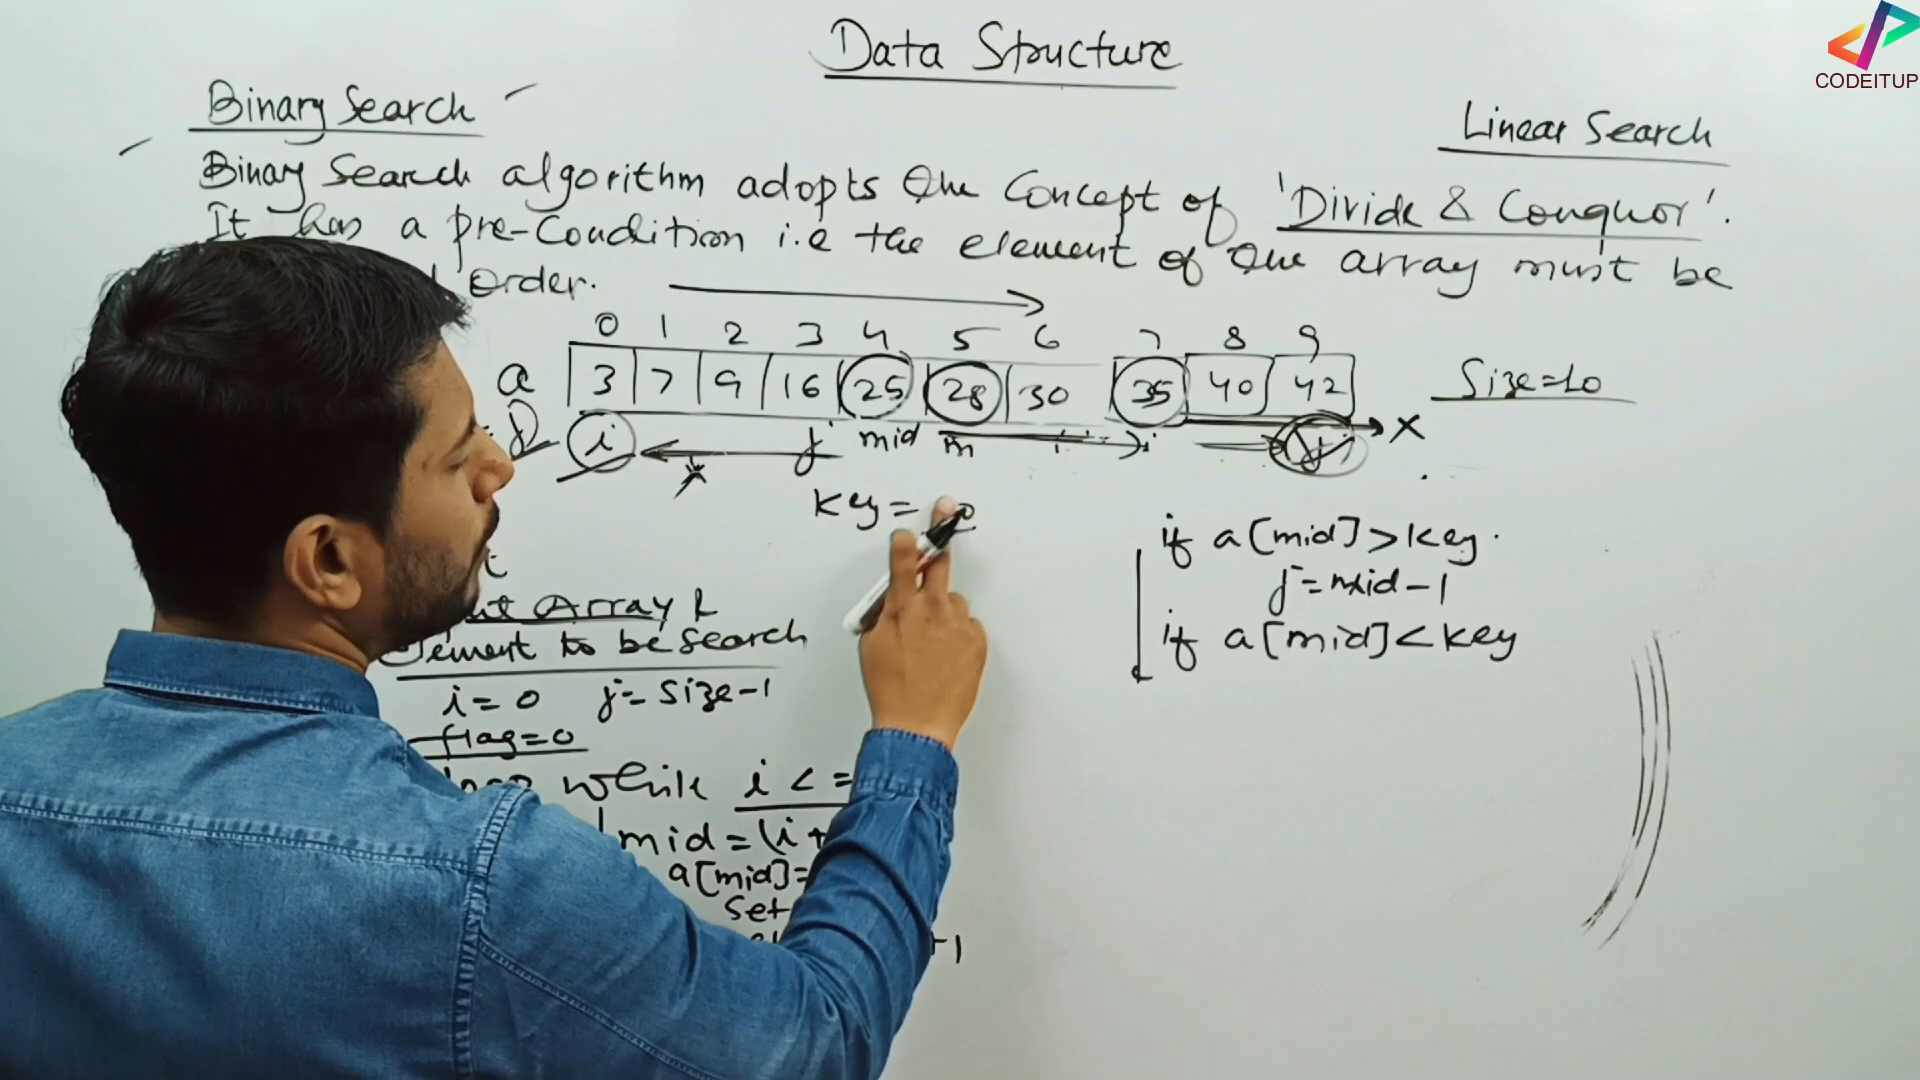 Data Structure
CODEITUP
Binary Search
Linear Search
Binary Search algorithm adopts the Concept of 'Divide & Conquor'.
It has a pre-Condition i.e the element of the array must be
order.
0 1 2 3 4 5 6 7 8 9
a 3 7 9 16 25 28 30 35 40 42
Size=10
i j mid m i j x
key=
if a[mid]>key.
j=mid-1
if a[mid]<key
Array &
to be search
i=0 j=Size-1
flag=0
while i<=
mid=(i+
a[mid]=
Set
+1